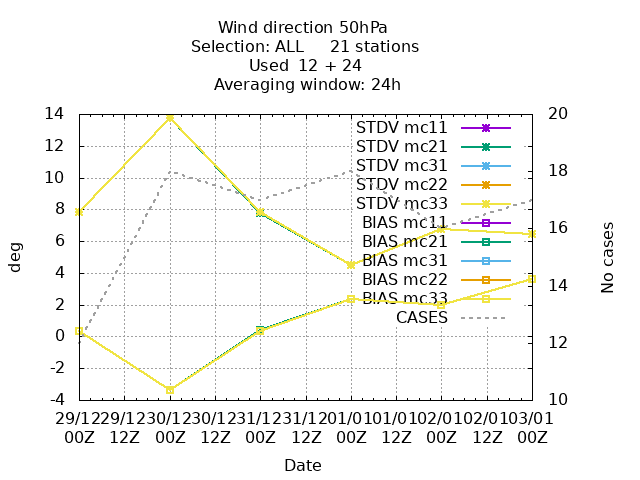 Wind direction 50hPa
Selection: ALL 21 stations
Used 12 + 24
Averaging window: 24h
14
12
10
8
6
4
2
0
-2
-4
deg
20
18
16
14
12
10
No cases
STDV mc11
STDV mc21
STDV mc31
STDV mc22
STDV mc33
BIAS mc11
BIAS mc21
BIAS mc31
BIAS mc22
BIAS mc33
CASES
29/12 29/12 30/12 30/12 31/12 31/12 01/01 01/01 02/01 02/01 03/01
00Z 12Z 00Z 12Z 00Z 12Z 00Z 12Z 00Z 12Z 00Z
Date